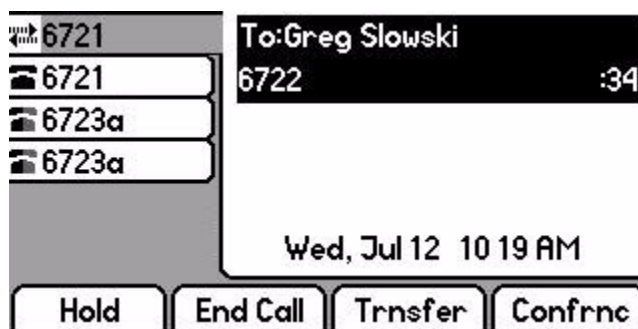 6721
6721
6723a
6723a
To:Greg Slowski
6722 :34
Wed, Jul 12 10 19 AM
Hold End Call Trnsfer Confrnc